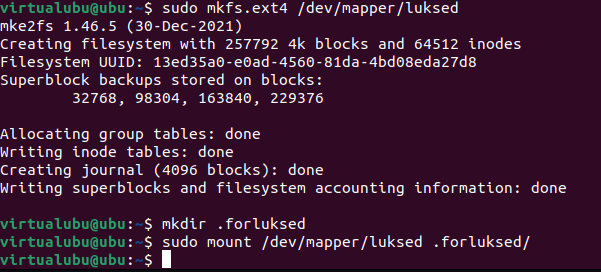 virtualubu@ubu:~$ sudo mkfs.ext4 /dev/mapper/luksed
mke2fs 1.46.5 (30-Dec-2021)
Creating filesystem with 257792 4k blocks and 64512 inodes
Filesystem UUID: 13ed35a0-e0ad-4560-81da-4bd08eda27d8
Superblock backups stored on blocks:
        32768, 98304, 163840, 229376

Allocating group tables: done
Writing inode tables: done
Creating journal (4096 blocks): done
Writing superblocks and filesystem accounting information: done

virtualubu@ubu:~$ mkdir .forluksed
virtualubu@ubu:~$ sudo mount /dev/mapper/luksed .forluksed/
virtualubu@ubu:~$